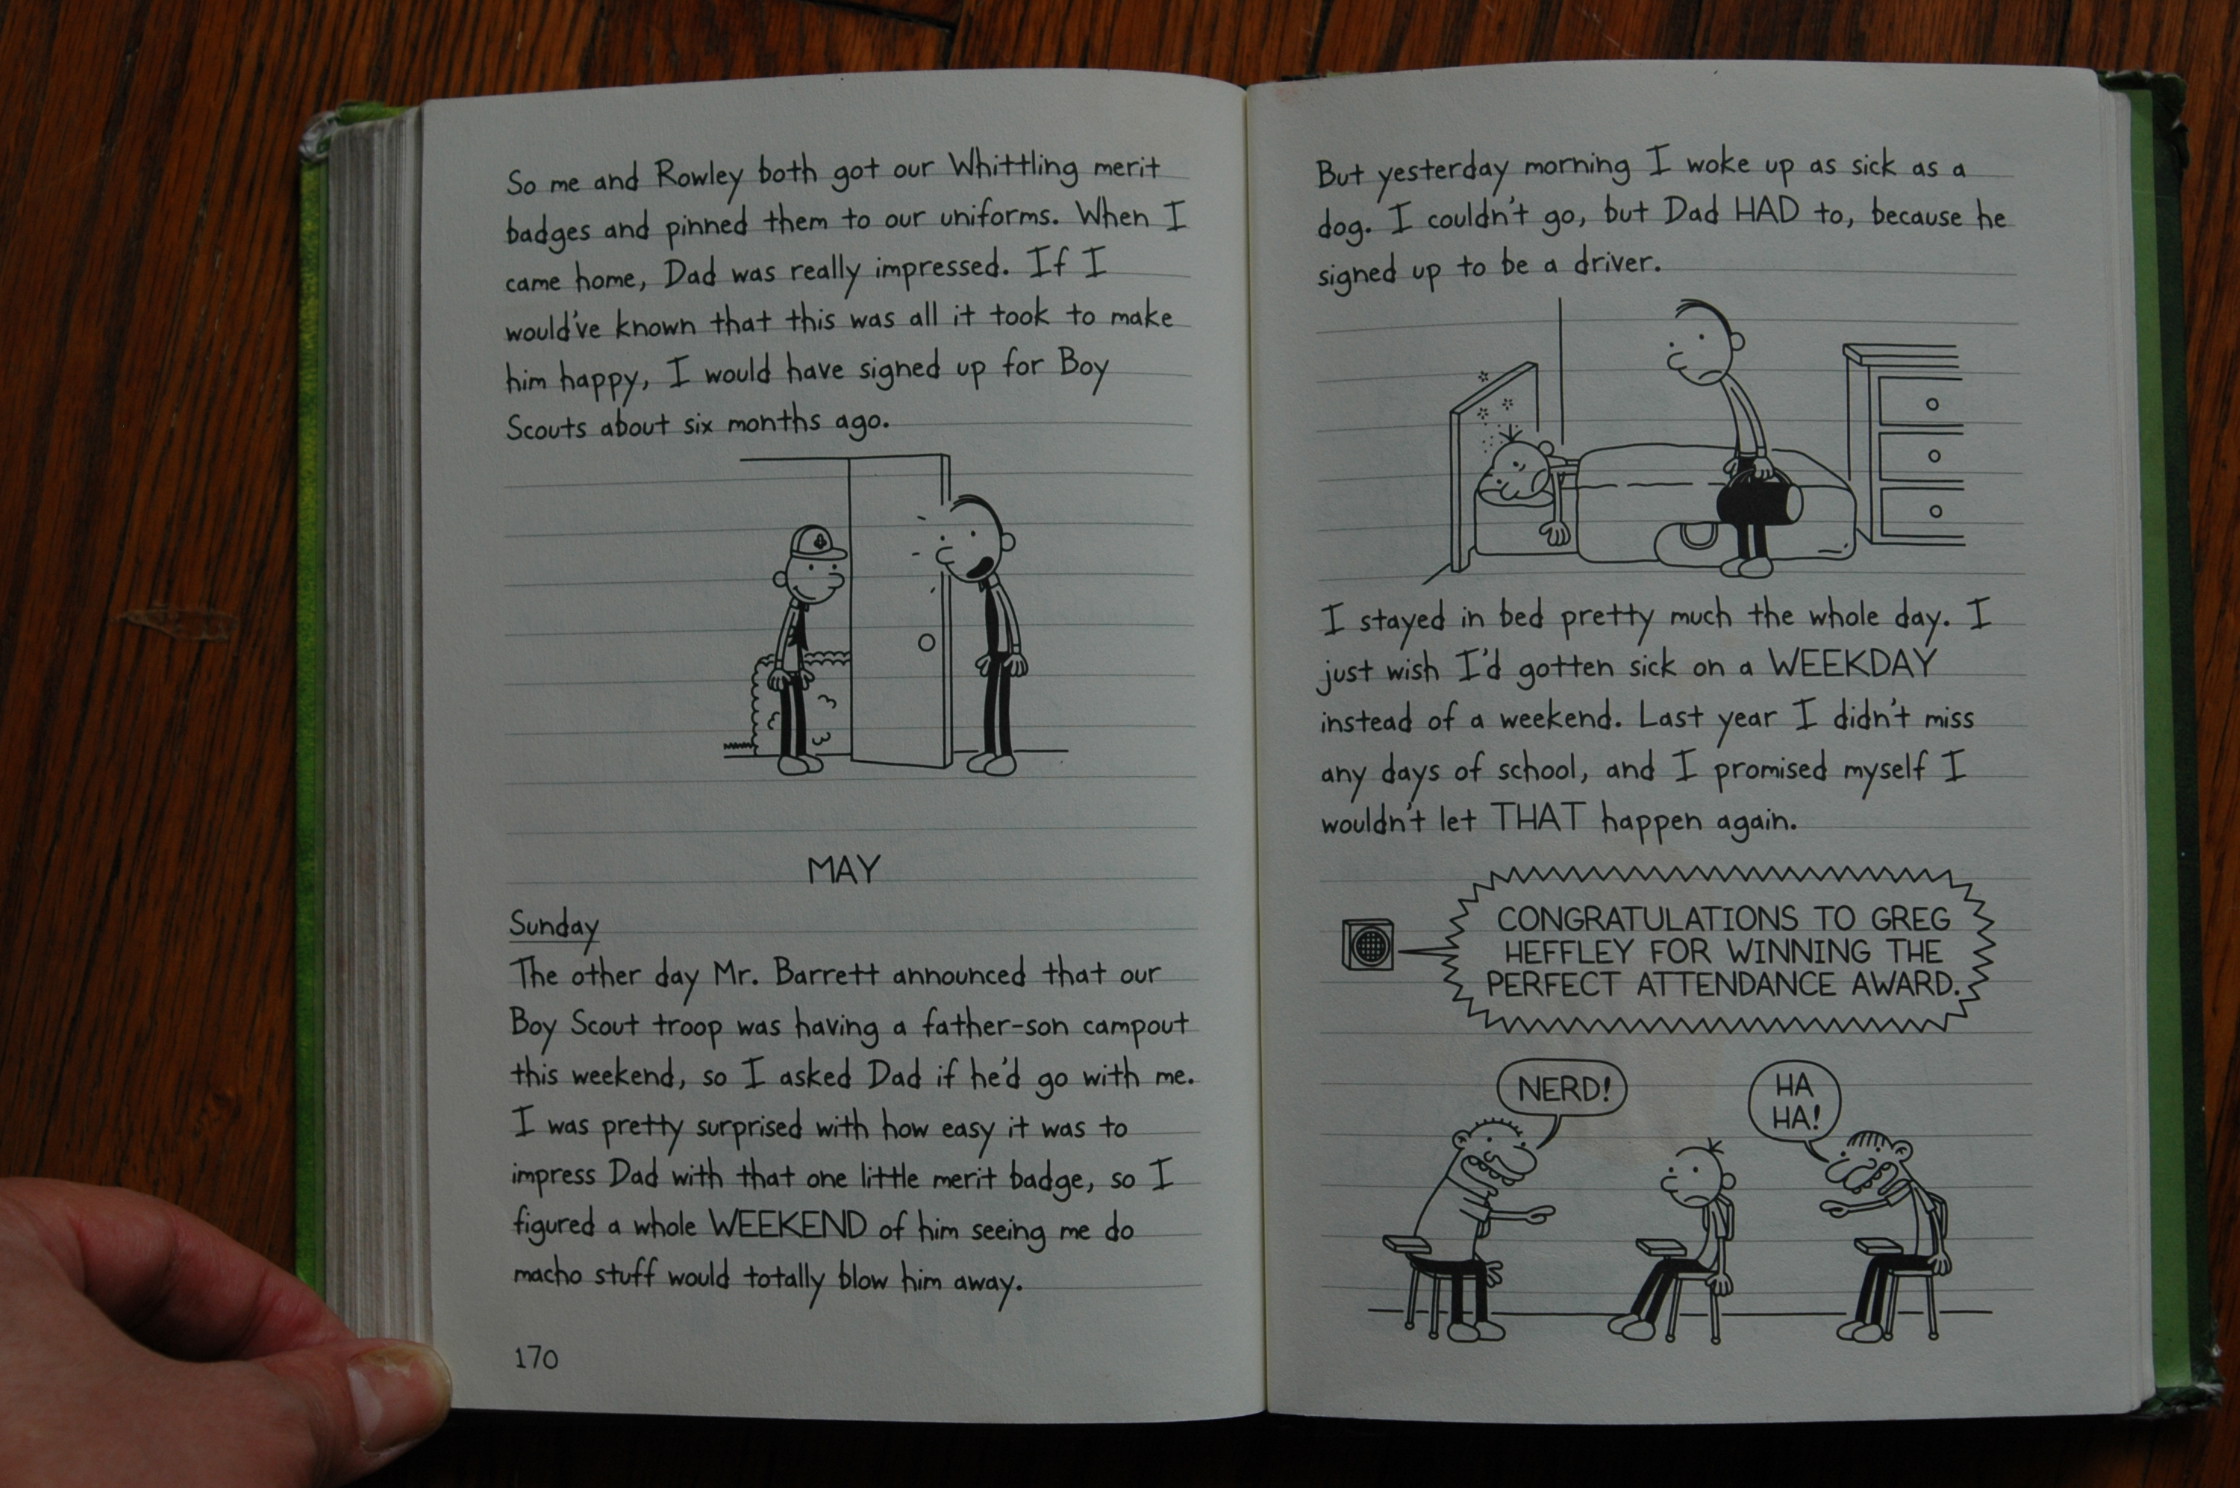 So me and Rowley both got our Whittling merit
badges and pinned them to our uniforms. When I
came home, Dad was really impressed. If I
would've known that this was all it took to make
him happy, I would have signed up for Boy
Scouts about six months ago.
MAY
Sunday
The other day Mr. Barrett announced that our
Boy Scout troop was having a father-son campout
this weekend, so I asked Dad if he'd go with me.
I was pretty surprised with how easy it was to
impress Dad with that one little merit badge, so I
figured a whole WEEKEND of him seeing me do
macho stuff would totally blow him away.
170
But yesterday morning I woke up as sick as a
dog. I couldn't go, but Dad HAD to, because he
signed up to be a driver.
I stayed in bed pretty much the whole day. I
just wish I'd gotten sick on a WEEKDAY
instead of a weekend. Last year I didn't miss
any days of school, and I promised myself I
wouldn't let THAT happen again.
CONGRATULATIONS TO GREG
HEFFLEY FOR WINNING THE
PERFECT ATTENDANCE AWARD.
NERD!
HA
HA!